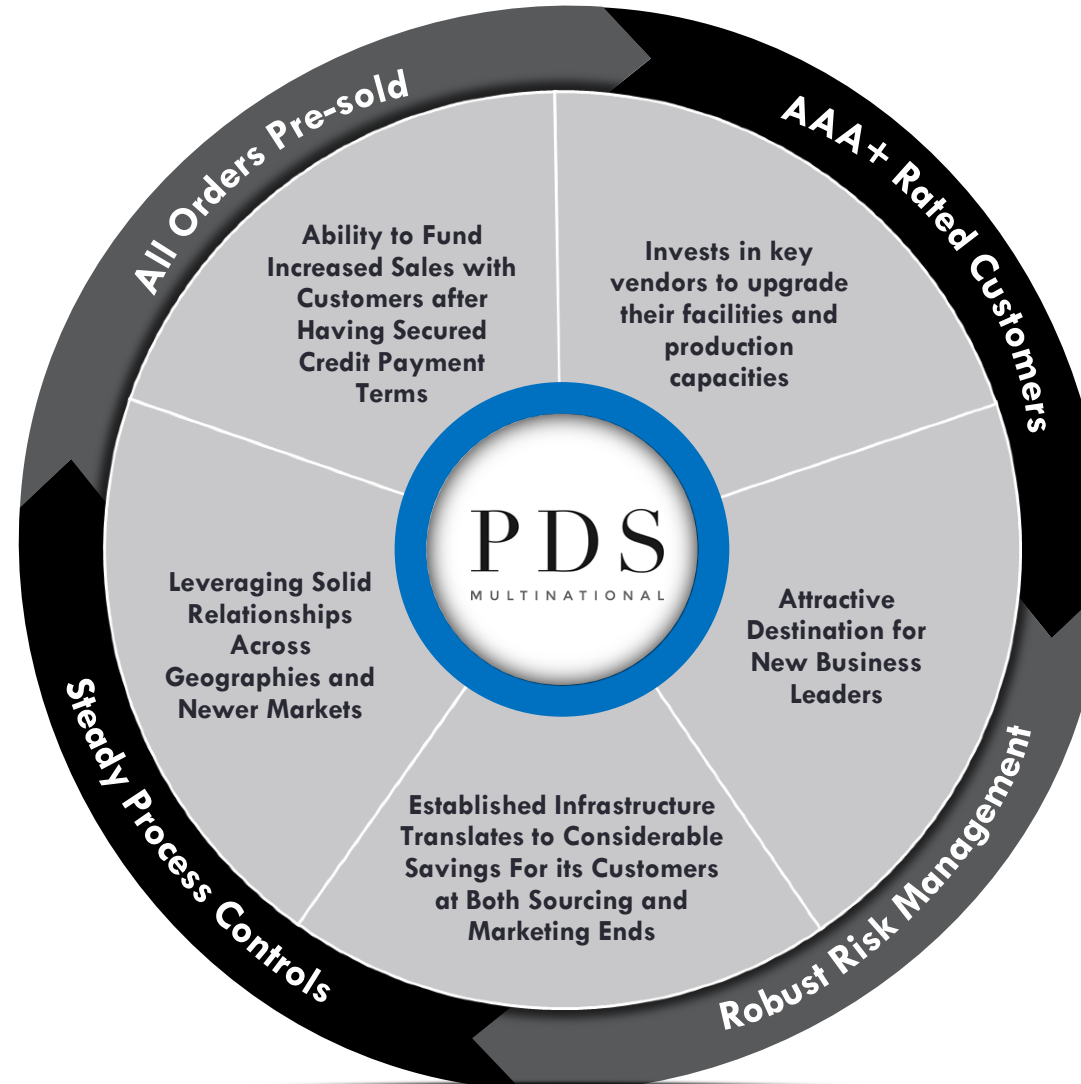 All Orders Pre-sold
AAA+ Rated Customers
Ability to Fund
Increased Sales with
Customers after
Having Secured
Credit Payment
Terms
Invests in key
vendors to upgrade
their facilities and
production
capacities
PDS
MULTINATIONAL
Leveraging Solid
Relationships
Across
Geographies and
Newer Markets
Attractive
Destination for
New Business
Leaders
Established Infrastructure
Translates to Considerable
Savings For its Customers
at Both Sourcing and
Marketing Ends
Steady Process Controls
Robust Risk Management